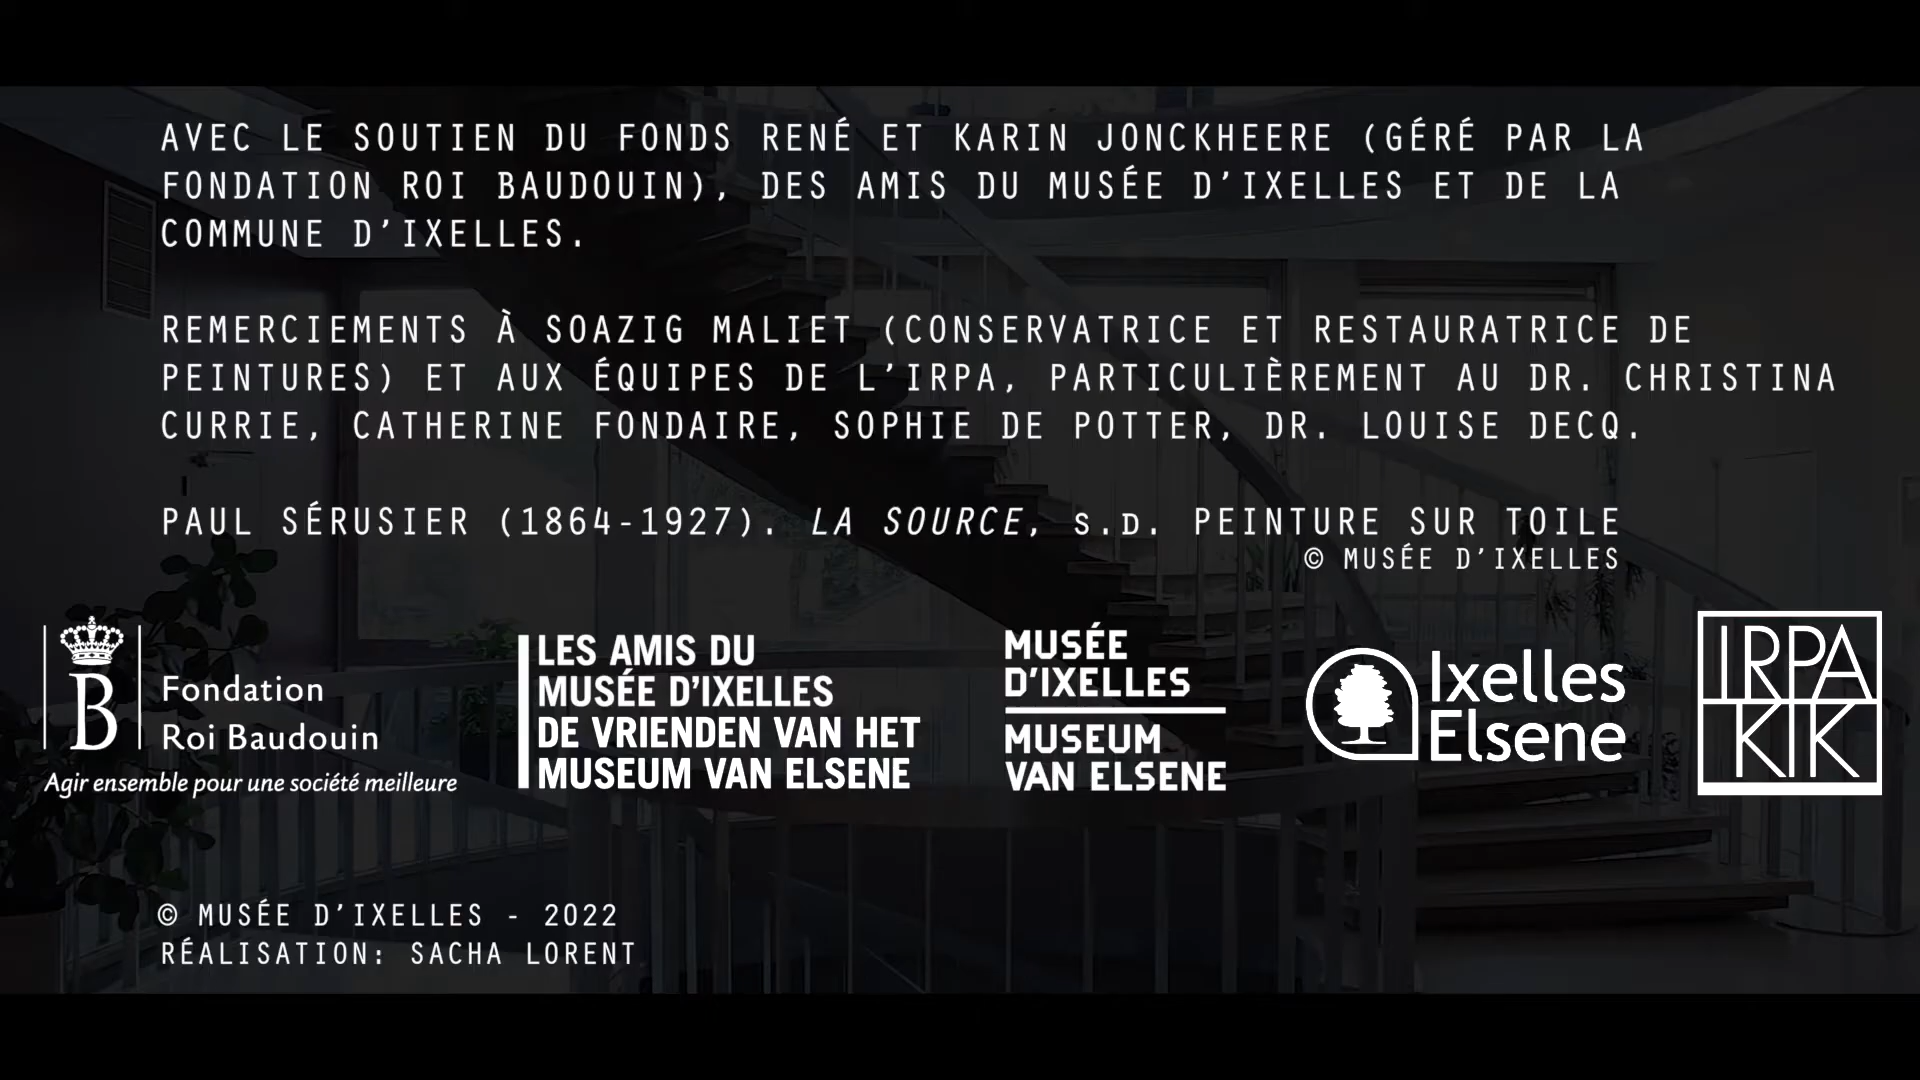 AVEC LE SOUTIEN DU FONDS RENÉ ET KARIN JONCKHEERE (GÉRÉ PAR LA
FONDATION ROI BAUDOUIN), DES AMIS DU MUSÉE D'IXELLES ET DE LA
COMMUNE D'IXELLES.
REMERCIEMENTS À SOAZIG MALIET (CONSERVATRICE ET RESTAURATRICE DE
PEINTURES) ET AUX ÉQUIPES DE L'IRPA, PARTICULIÈREMENT AU DR. CHRISTINA
CURRIE, CATHERINE FONDAIRE, SOPHIE DE POTTER, DR. LOUISE DECQ.
PAUL SÉRUSIER (1864-1927). LA SOURCE, S.D. PEINTURE SUR TOILE
© MUSÉE D'IXELLES
B
Fondation
Roi Baudouin
Agir ensemble pour une société meilleure
LES AMIS DU
MUSÉE D'IXELLES
DE VRIENDEN VAN HET
MUSEUM VAN ELSENE
MUSÉE
D'IXELLES
MUSEUM
VAN ELSENE
Ixelles
Elsene
IRPA
KIK
© MUSÉE D'IXELLES - 2022
RÉALISATION: SACHA LORENT